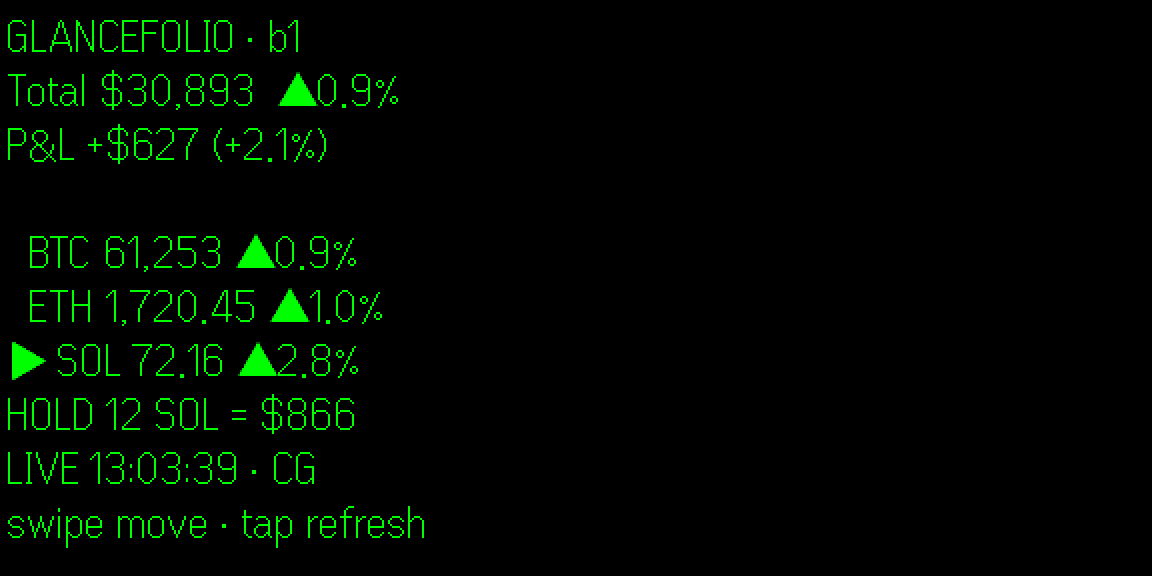 GLANCEFOLIO · b1
Total $30,893 ▲0.9%
P&L +$627 (+2.1%)
BTC 61,253 ▲0.9%
ETH 1,720.45 ▲1.0%
▶ SOL 72.16 ▲2.8%
HOLD 12 SOL = $866
LIVE 13:03:39 · CG
swipe move · tap refresh